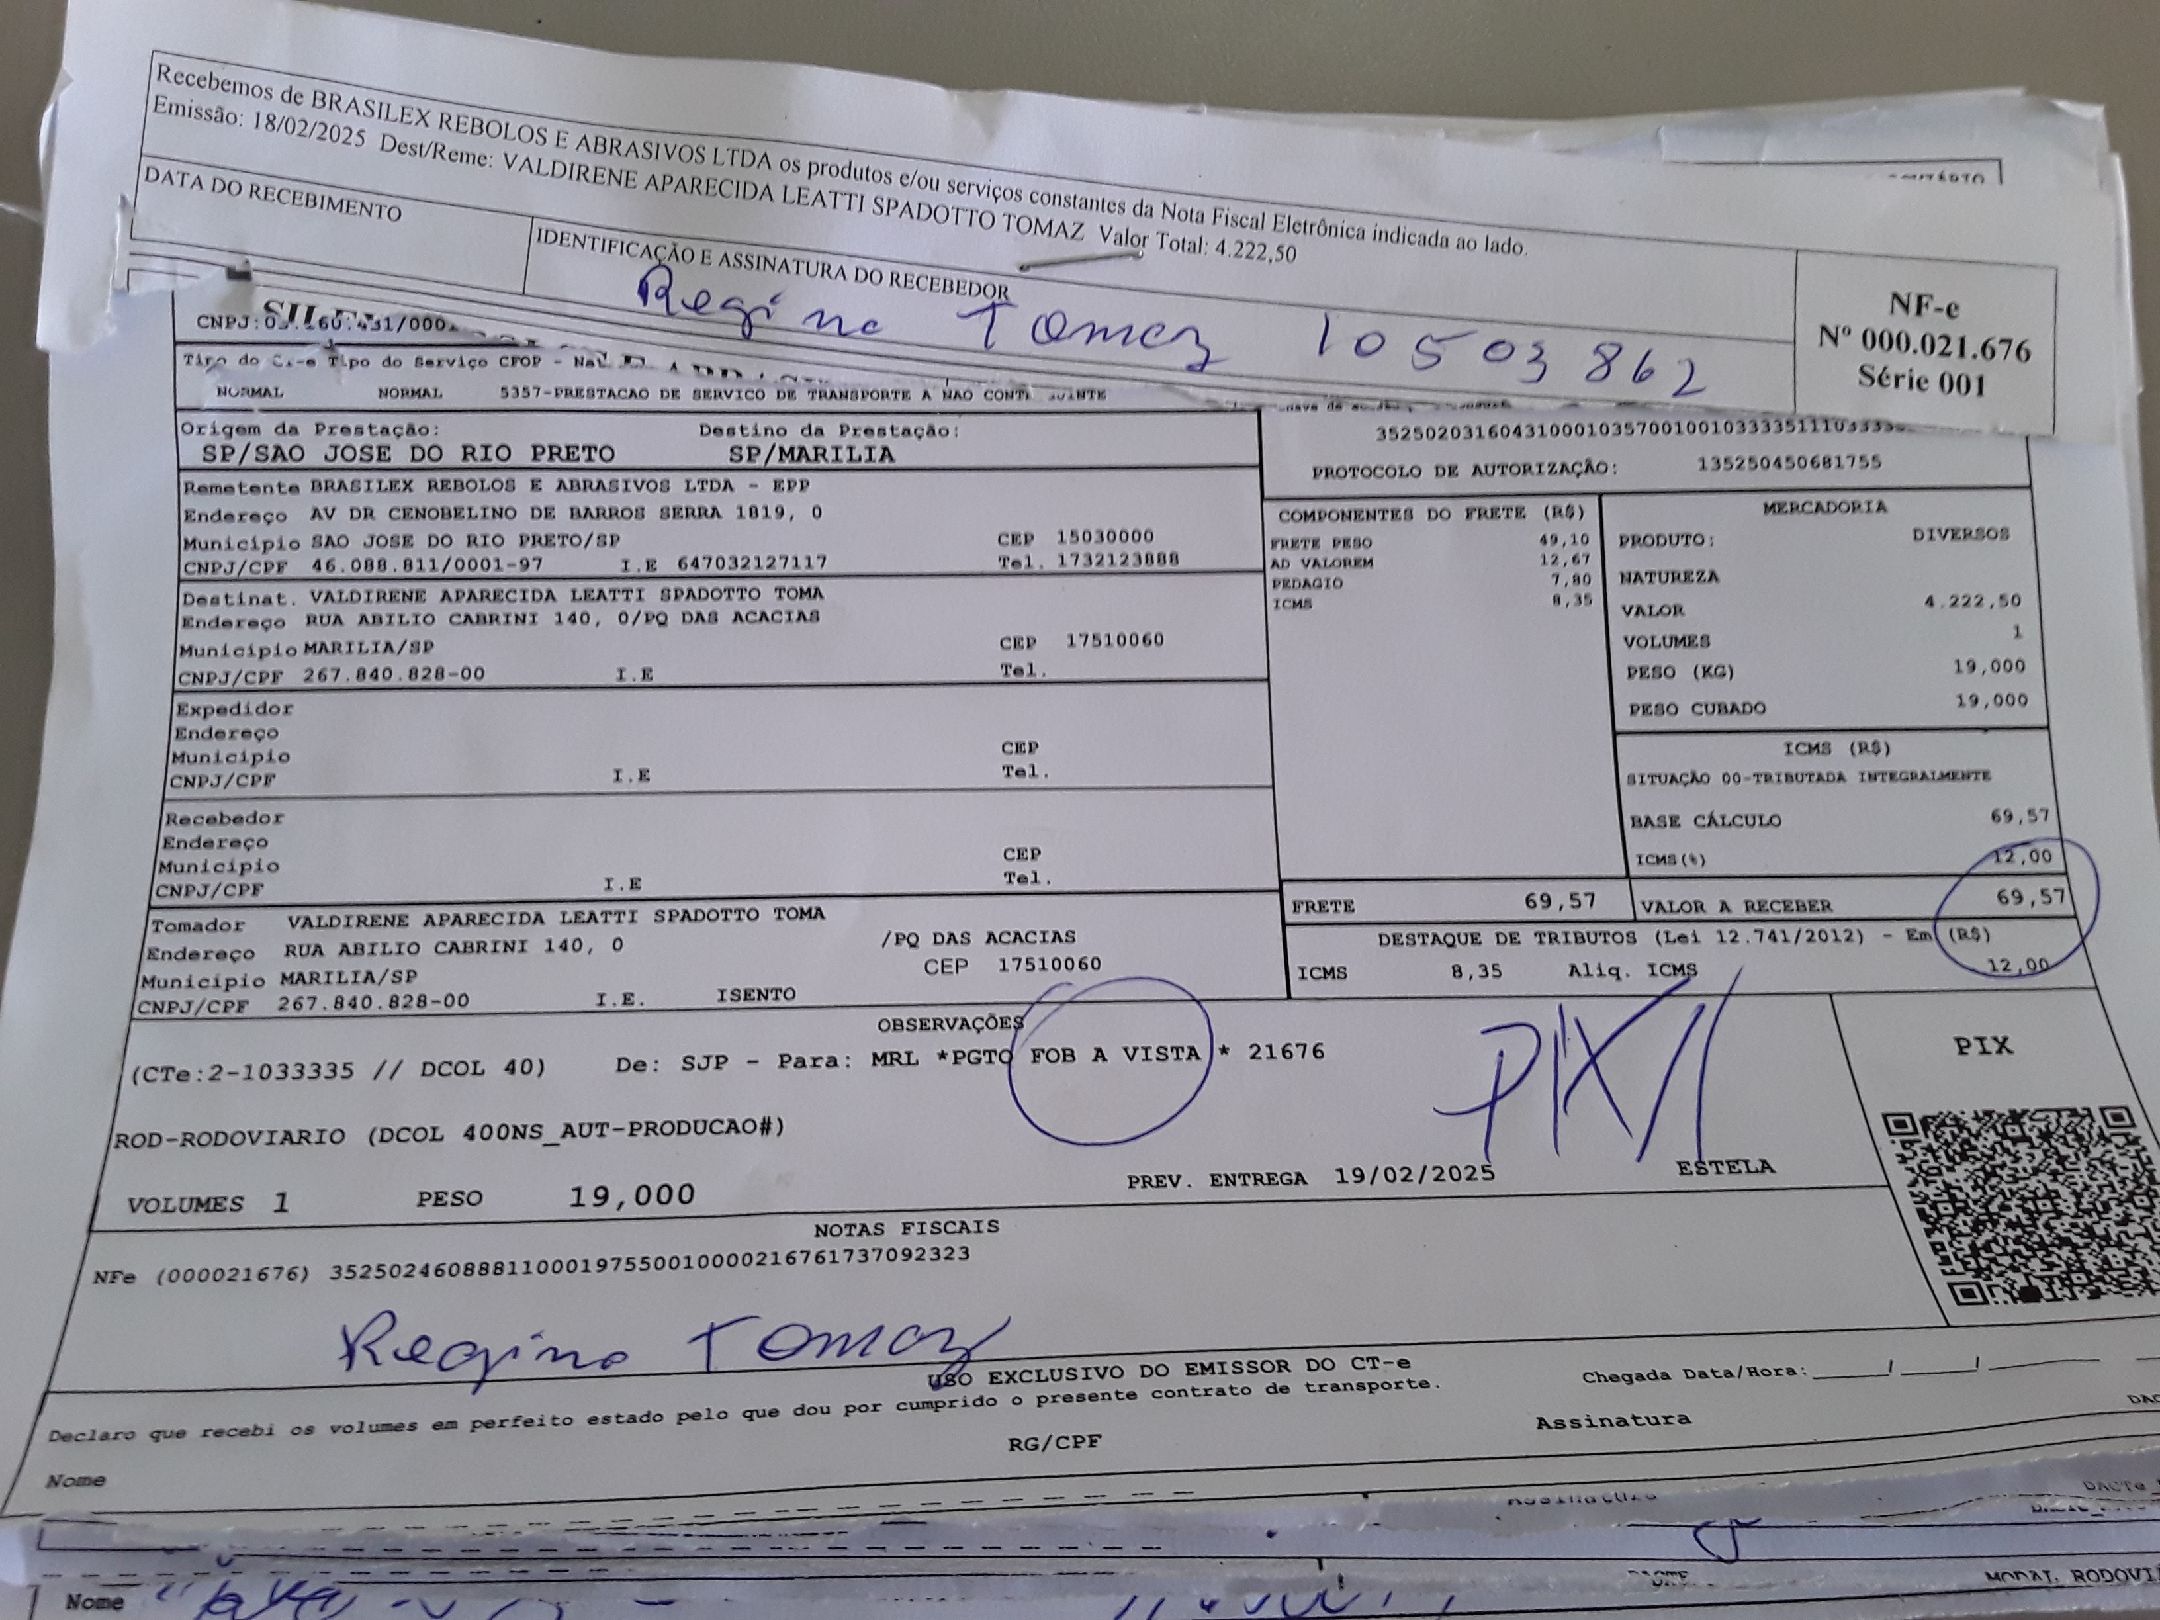 Recebemos de BRASILEX REBOLOS E ABRASIVOS LTDA os produtos e/ou serviços constantes da Nota Fiscal Eletrônica indicada ao lado.
Emissão: 18/02/2025 Dest/Reme: VALDIRENE APARECIDA LEATTI SPADOTTO TOMAZ Valor Total: 4.222,50
DATA DO RECEBIMENTO
IDENTIFICAÇÃO E ASSINATURA DO RECEBEDOR
Regina Tomaz 10503862
NF-e
Nº 000.021.676
Série 001
Tipo do Tipo do Serviço CFOP -
NORMAL NORMAL 5357-PRESTACAO DE SERVICO DE TRANSPORTE A NAO
Origem da Prestação: Destino da Prestação:
SP/SAO JOSE DO RIO PRETO SP/MARILIA
PROTOCOLO DE AUTORIZAÇÃO: 135250450681755
Remetente BRASILEX REBOLOS E ABRASIVOS LTDA - EPP
Endereço AV DR CENOBELINO DE BARROS SERRA 1819, 0
Município SAO JOSE DO RIO PRETO/SP CEP 15030000
CNPJ/CPF 46.088.811/0001-97 I.E 647032127117 Tel. 1732123888
Destinat. VALDIRENE APARECIDA LEATTI SPADOTTO TOMA
Endereço RUA ABILIO CABRINI 140, 0/PQ DAS ACACIAS
Município MARILIA/SP CEP 17510060
CNPJ/CPF 267.840.828-00 I.E Tel.
Expedidor
Endereço
Município CEP
CNPJ/CPF I.E Tel.
Recebedor
Endereço
Município CEP
CNPJ/CPF I.E Tel.
Tomador VALDIRENE APARECIDA LEATTI SPADOTTO TOMA
Endereço RUA ABILIO CABRINI 140, 0 /PQ DAS ACACIAS
Município MARILIA/SP CEP 17510060
CNPJ/CPF 267.840.828-00 I.E. ISENTO
COMPONENTES DO FRETE (R$)
FRETE PESO 49,10
AD VALOREM 12,67
PEDAGIO 7,80
ICMS 8,35
MERCADORIA
PRODUTO: DIVERSOS
NATUREZA
VALOR 4.222,50
VOLUMES 1
PESO (KG) 19,000
PESO CUBADO 19,000
ICMS (R$)
SITUAÇÃO 00-TRIBUTADA INTEGRALMENTE
BASE CÁLCULO 69,57
ICMS(%) 12,00
FRETE 69,57 VALOR A RECEBER 69,57
DESTAQUE DE TRIBUTOS (Lei 12.741/2012) - Em (R$)
ICMS 8,35 Aliq. ICMS 12,00
OBSERVAÇÕES
(CTe:2-1033335 // DCOL 40) De: SJP - Para: MRL *PGTO FOB A VISTA * 21676
PIX
PIX
ROD-RODOVIARIO (DCOL 400NS_AUT-PRODUCAO#)
VOLUMES 1 PESO 19,000 PREV. ENTREGA 19/02/2025 ESTELA
NOTAS FISCAIS
NFe (000021676) 35250246088811000197550010000216761737092323
Regina Tomaz
USO EXCLUSIVO DO EMISSOR DO CT-e
Chegada Data/Hora:____/____/______
Declaro que recebi os volumes em perfeito estado pelo que dou por cumprido o presente contrato de transporte.
Nome RG/CPF Assinatura
Nome